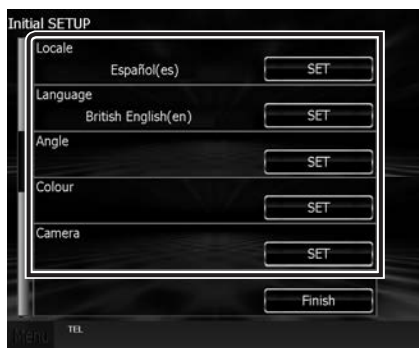 Initial SETUP
Locale
Español(es) SET
Language
British English(en) SET
Angle
SET
Colour
SET
Camera
SET
Finish
Menu TEL